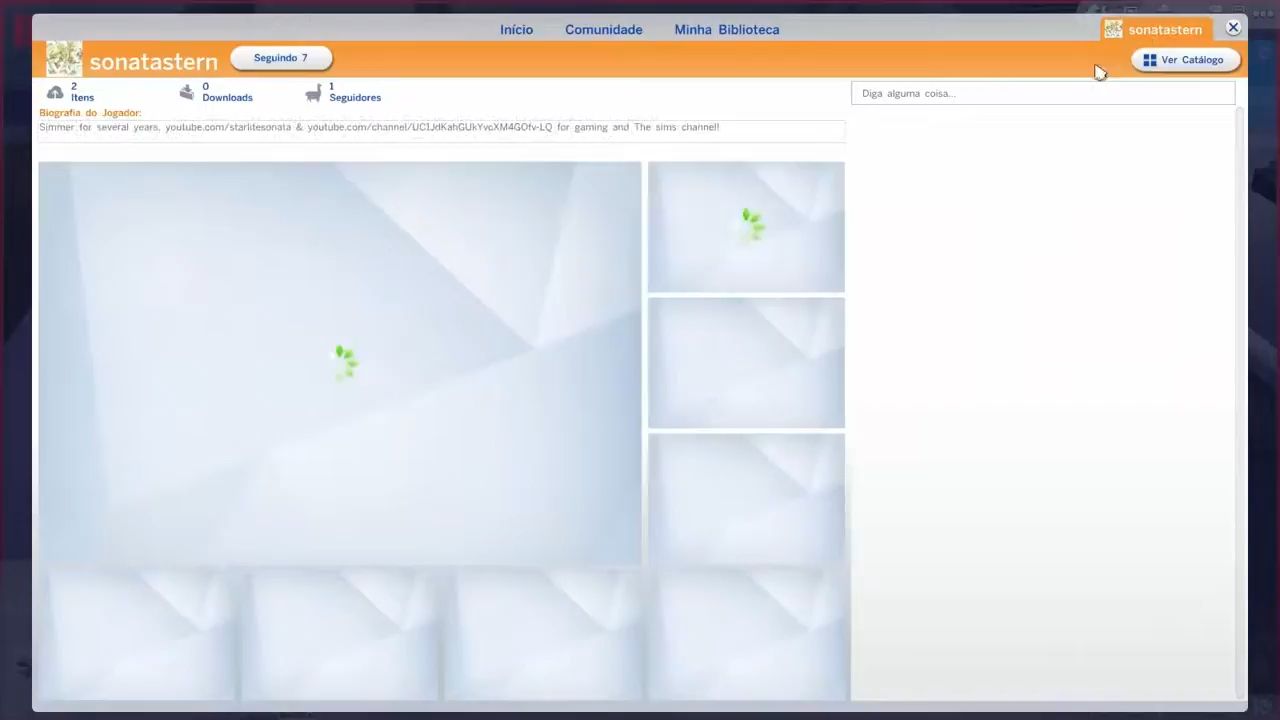 Início Comunidade Minha Biblioteca sonatastern
sonatastern Seguindo 7 Ver Catálogo
2 Itens
0 Downloads
1 Seguidores
Diga alguma coisa...
Biografia do Jogador:
Simmer for several years, youtube.com/starlitesonata & youtube.com/channel/UC1JdKahGUkYvcXM4GOfv-LQ for gaming and The sims channel!